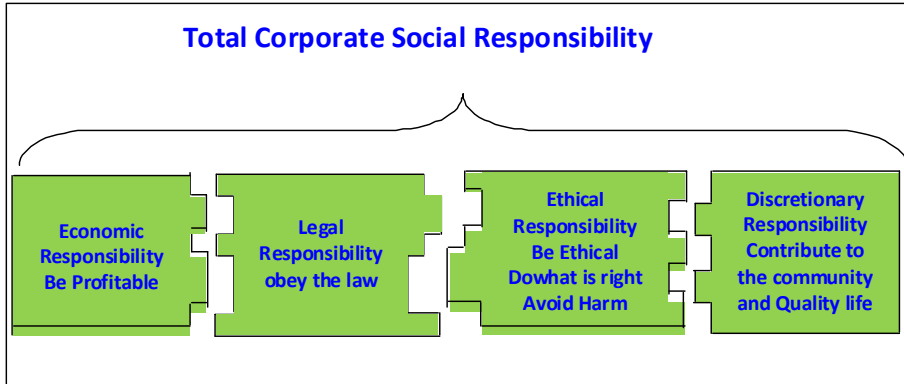 Total Corporate Social Responsibility
Economic
Responsibility
Be Profitable
Legal
Responsibility
obey the law
Ethical
Responsibility
Be Ethical
Dowhat is right
Avoid Harm
Discretionary
Responsibility
Contribute to
the community
and Quality life